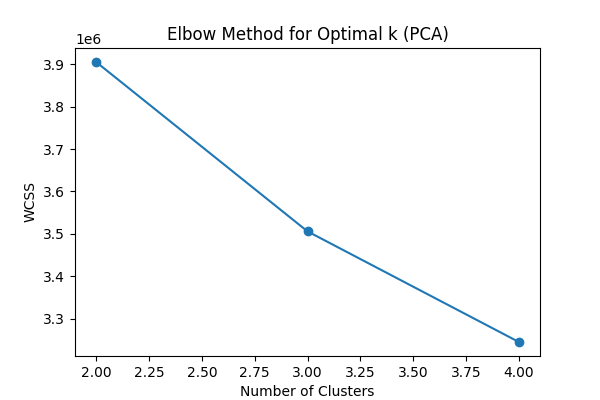 Elbow Method for Optimal k (PCA)
1e6
3.9
3.8
3.7
3.6
3.5
3.4
3.3
WCSS
2.00 2.25 2.50 2.75 3.00 3.25 3.50 3.75 4.00
Number of Clusters